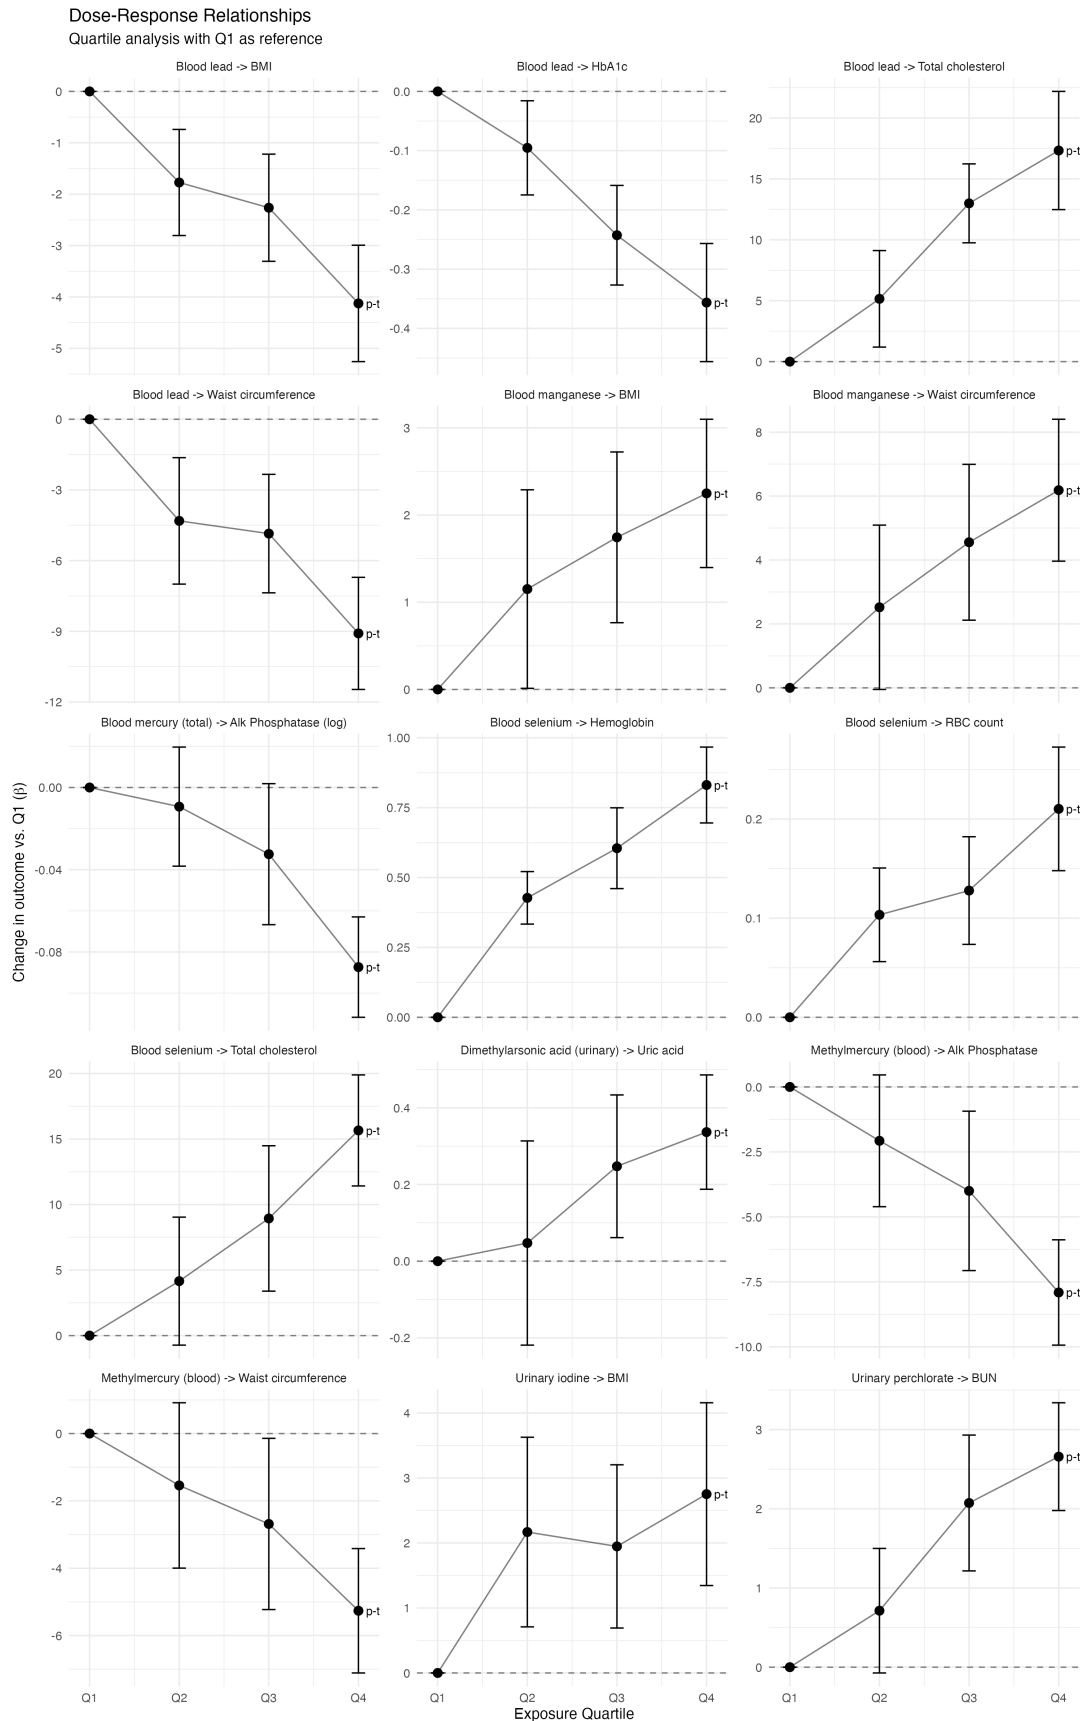 Dose-Response Relationships
Quartile analysis with Q1 as reference
Blood lead -> BMI
0
-1
-2
-3
-4
-5
p-t
Blood lead -> HbA1c
0.0
-0.1
-0.2
-0.3
-0.4
p-t
Blood lead -> Total cholesterol
20
15
10
5
0
p-t
Blood lead -> Waist circumference
0
-3
-6
-9
-12
p-t
Blood manganese -> BMI
3
2
1
0
p-t
Blood manganese -> Waist circumference
8
6
4
2
0
p-t
Blood mercury (total) -> Alk Phosphatase (log)
0.00
-0.04
-0.08
p-t
Blood selenium -> Hemoglobin
1.00
0.75
0.50
0.25
0.00
p-t
Blood selenium -> RBC count
0.2
0.1
0.0
p-t
Blood selenium -> Total cholesterol
20
15
10
5
0
p-t
Dimethylarsonic acid (urinary) -> Uric acid
0.4
0.2
0.0
-0.2
p-t
Methylmercury (blood) -> Alk Phosphatase
0.0
-2.5
-5.0
-7.5
-10.0
p-t
Methylmercury (blood) -> Waist circumference
0
-2
-4
-6
p-t
Q1 Q2 Q3 Q4
Urinary iodine -> BMI
4
3
2
1
0
p-t
Q1 Q2 Q3 Q4
Urinary perchlorate -> BUN
3
2
1
0
p-t
Q1 Q2 Q3 Q4
Exposure Quartile
Change in outcome vs. Q1 (β)